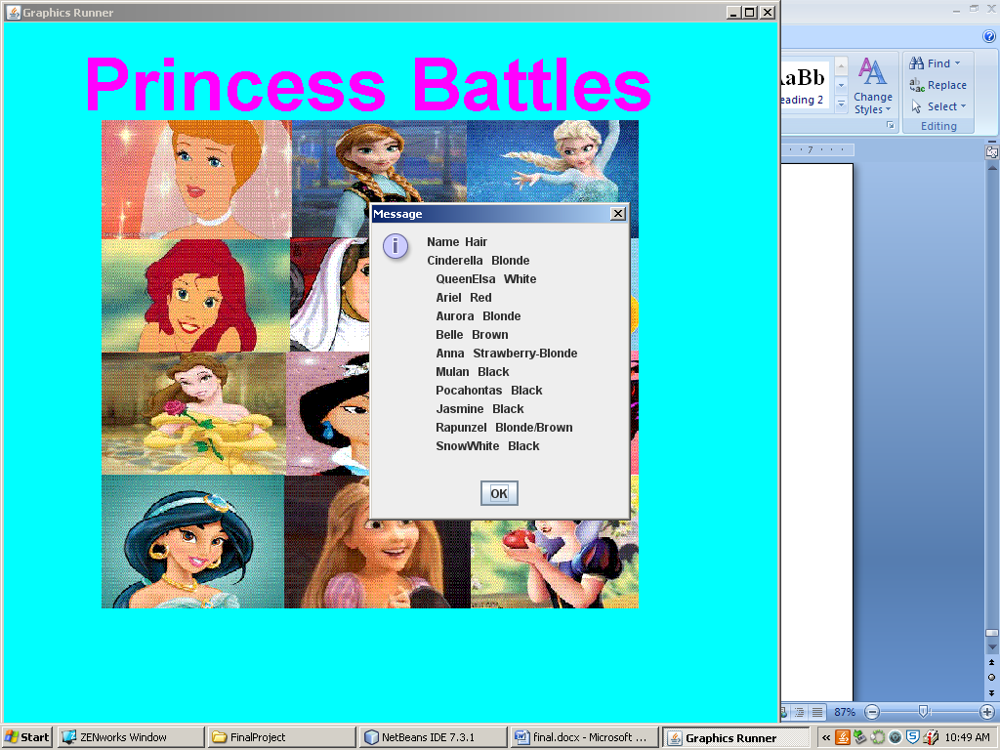 Graphics Runner
Princess Battles
Message
Name Hair
Cinderella Blonde
QueenElsa White
Ariel Red
Aurora Blonde
Belle Brown
Anna Strawberry-Blonde
Mulan Black
Pocahontas Black
Jasmine Black
Rapunzel Blonde/Brown
SnowWhite Black
OK
AaBb
eading 2
Change
Styles
Find
Replace
Select
Editing
7
87%
Start
ZENworks Window
FinalProject
NetBeans IDE 7.3.1
final.docx - Microsoft ...
Graphics Runner
10:49 AM